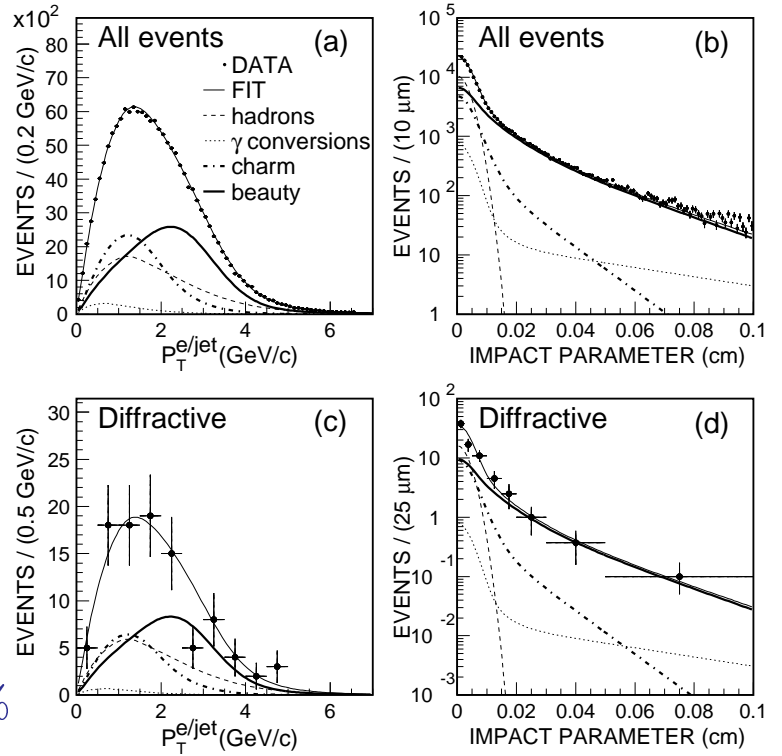 x10²
All events
(a)
DATA
FIT
hadrons
γ conversions
charm
beauty
EVENTS / (0.2 GeV/c)
80
70
60
50
40
30
20
10
0
0 2 4 6
P_T^e/jet (GeV/c)
All events
(b)
EVENTS / (10 μm)
10⁵
10⁴
10³
10²
10
1
0 0.02 0.04 0.06 0.08 0.1
IMPACT PARAMETER (cm)
Diffractive
(c)
EVENTS / (0.5 GeV/c)
30
25
20
15
10
5
0
0 2 4 6
P_T^e/jet (GeV/c)
Diffractive
(d)
EVENTS / (25 μm)
10²
10
1
10⁻¹
10⁻²
10⁻³
0 0.02 0.04 0.06 0.08 0.1
IMPACT PARAMETER (cm)